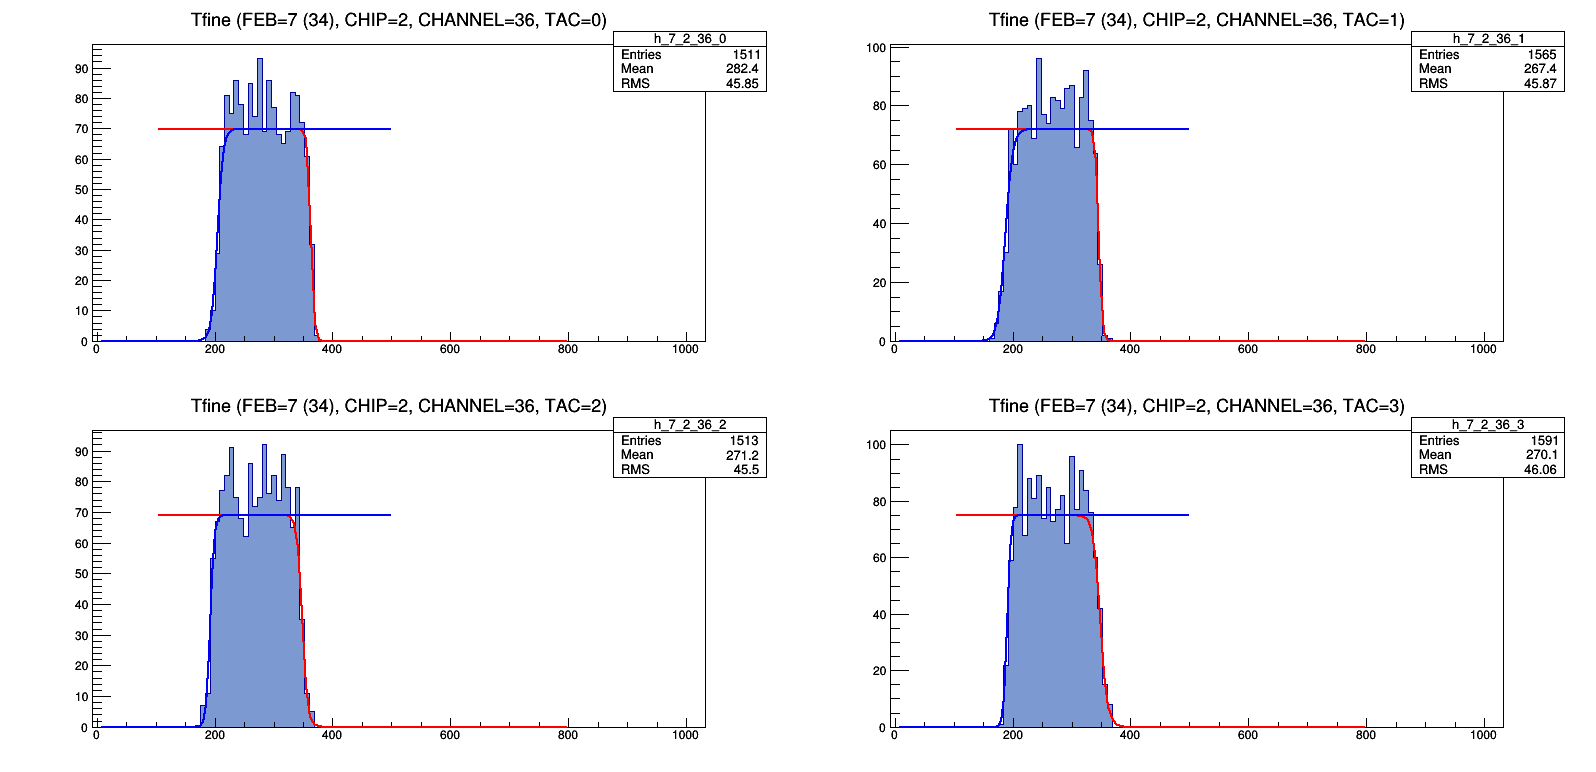 Tfine (FEB=7 (34), CHIP=2, CHANNEL=36, TAC=0)
h_7_2_36_0
Entries 1511
Mean 282.4
RMS 45.85
90
80
70
60
50
40
30
20
10
0
0 200 400 600 800 1000
Tfine (FEB=7 (34), CHIP=2, CHANNEL=36, TAC=1)
h_7_2_36_1
Entries 1565
Mean 267.4
RMS 45.87
100
80
60
40
20
0
0 200 400 600 800 1000
Tfine (FEB=7 (34), CHIP=2, CHANNEL=36, TAC=2)
h_7_2_36_2
Entries 1513
Mean 271.2
RMS 45.5
90
80
70
60
50
40
30
20
10
0
0 200 400 600 800 1000
Tfine (FEB=7 (34), CHIP=2, CHANNEL=36, TAC=3)
h_7_2_36_3
Entries 1591
Mean 270.1
RMS 46.06
100
80
60
40
20
0
0 200 400 600 800 1000